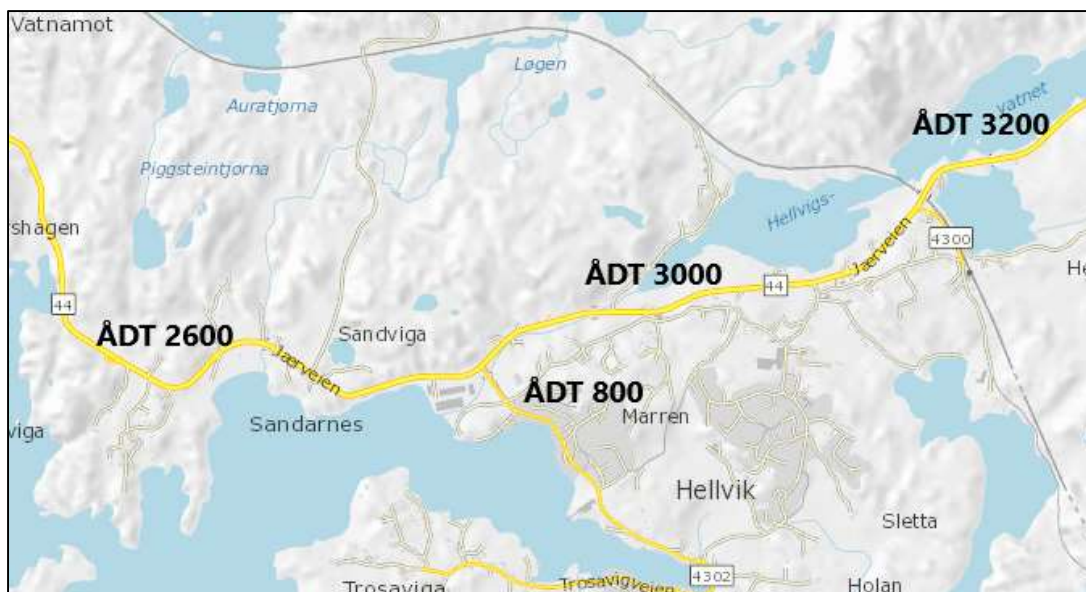 Vatnamot
Løgen
Auratjørna
vatnet
ÅDT 3200
Piggsteintjørna
Hellvigs-
rshagen
4300
Jærveien
He
ÅDT 3000
44
44
ÅDT 2600
Sandviga
Jærveien
ÅDT 800
Marren
Sandarnes
viga
Hellvik
Sletta
4302
Trosaviga
Trosavigveien
Holan